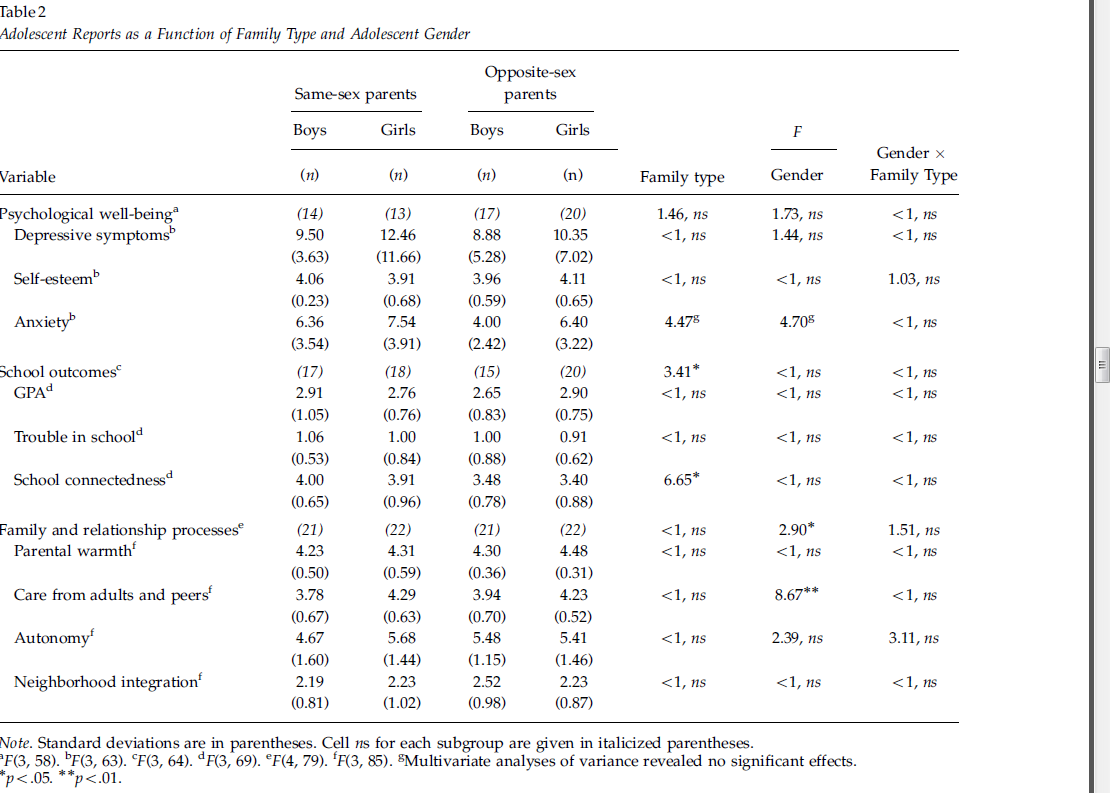 Table 2
Adolescent Reports as a Function of Family Type and Adolescent Gender
Same-sex parents Opposite-sex parents
Boys Girls Boys Girls F
Variable (n) (n) (n) (n) Family type Gender Gender × Family Type
Psychological well-beingᵃ (14) (13) (17) (20) 1.46, ns 1.73, ns <1, ns
Depressive symptomsᵇ 9.50 12.46 8.88 10.35 <1, ns 1.44, ns <1, ns
(3.63) (11.66) (5.28) (7.02)
Self-esteemᵇ 4.06 3.91 3.96 4.11 <1, ns <1, ns 1.03, ns
(0.23) (0.68) (0.59) (0.65)
Anxietyᵇ 6.36 7.54 4.00 6.40 4.47ᵍ 4.70ᵍ <1, ns
(3.54) (3.91) (2.42) (3.22)
School outcomesᶜ (17) (18) (15) (20) 3.41* <1, ns <1, ns
GPAᵈ 2.91 2.76 2.65 2.90 <1, ns <1, ns <1, ns
(1.05) (0.76) (0.83) (0.75)
Trouble in schoolᵈ 1.06 1.00 1.00 0.91 <1, ns <1, ns <1, ns
(0.53) (0.84) (0.88) (0.62)
School connectednessᵈ 4.00 3.91 3.48 3.40 6.65* <1, ns <1, ns
(0.65) (0.96) (0.78) (0.88)
Family and relationship processesᵉ (21) (22) (21) (22) <1, ns 2.90* 1.51, ns
Parental warmthᶠ 4.23 4.31 4.30 4.48 <1, ns <1, ns <1, ns
(0.50) (0.59) (0.36) (0.31)
Care from adults and peersᶠ 3.78 4.29 3.94 4.23 <1, ns 8.67** <1, ns
(0.67) (0.63) (0.70) (0.52)
Autonomyᶠ 4.67 5.68 5.48 5.41 <1, ns 2.39, ns 3.11, ns
(1.60) (1.44) (1.15) (1.46)
Neighborhood integrationᶠ 2.19 2.23 2.52 2.23 <1, ns <1, ns <1, ns
(0.81) (1.02) (0.98) (0.87)
Note. Standard deviations are in parentheses. Cell ns for each subgroup are given in italicized parentheses.
ᵃF(3, 58). ᵇF(3, 63). ᶜF(3, 64). ᵈF(3, 69). ᵉF(4, 79). ᶠF(3, 85). ᵍMultivariate analyses of variance revealed no significant effects.
*p<.05. **p<.01.